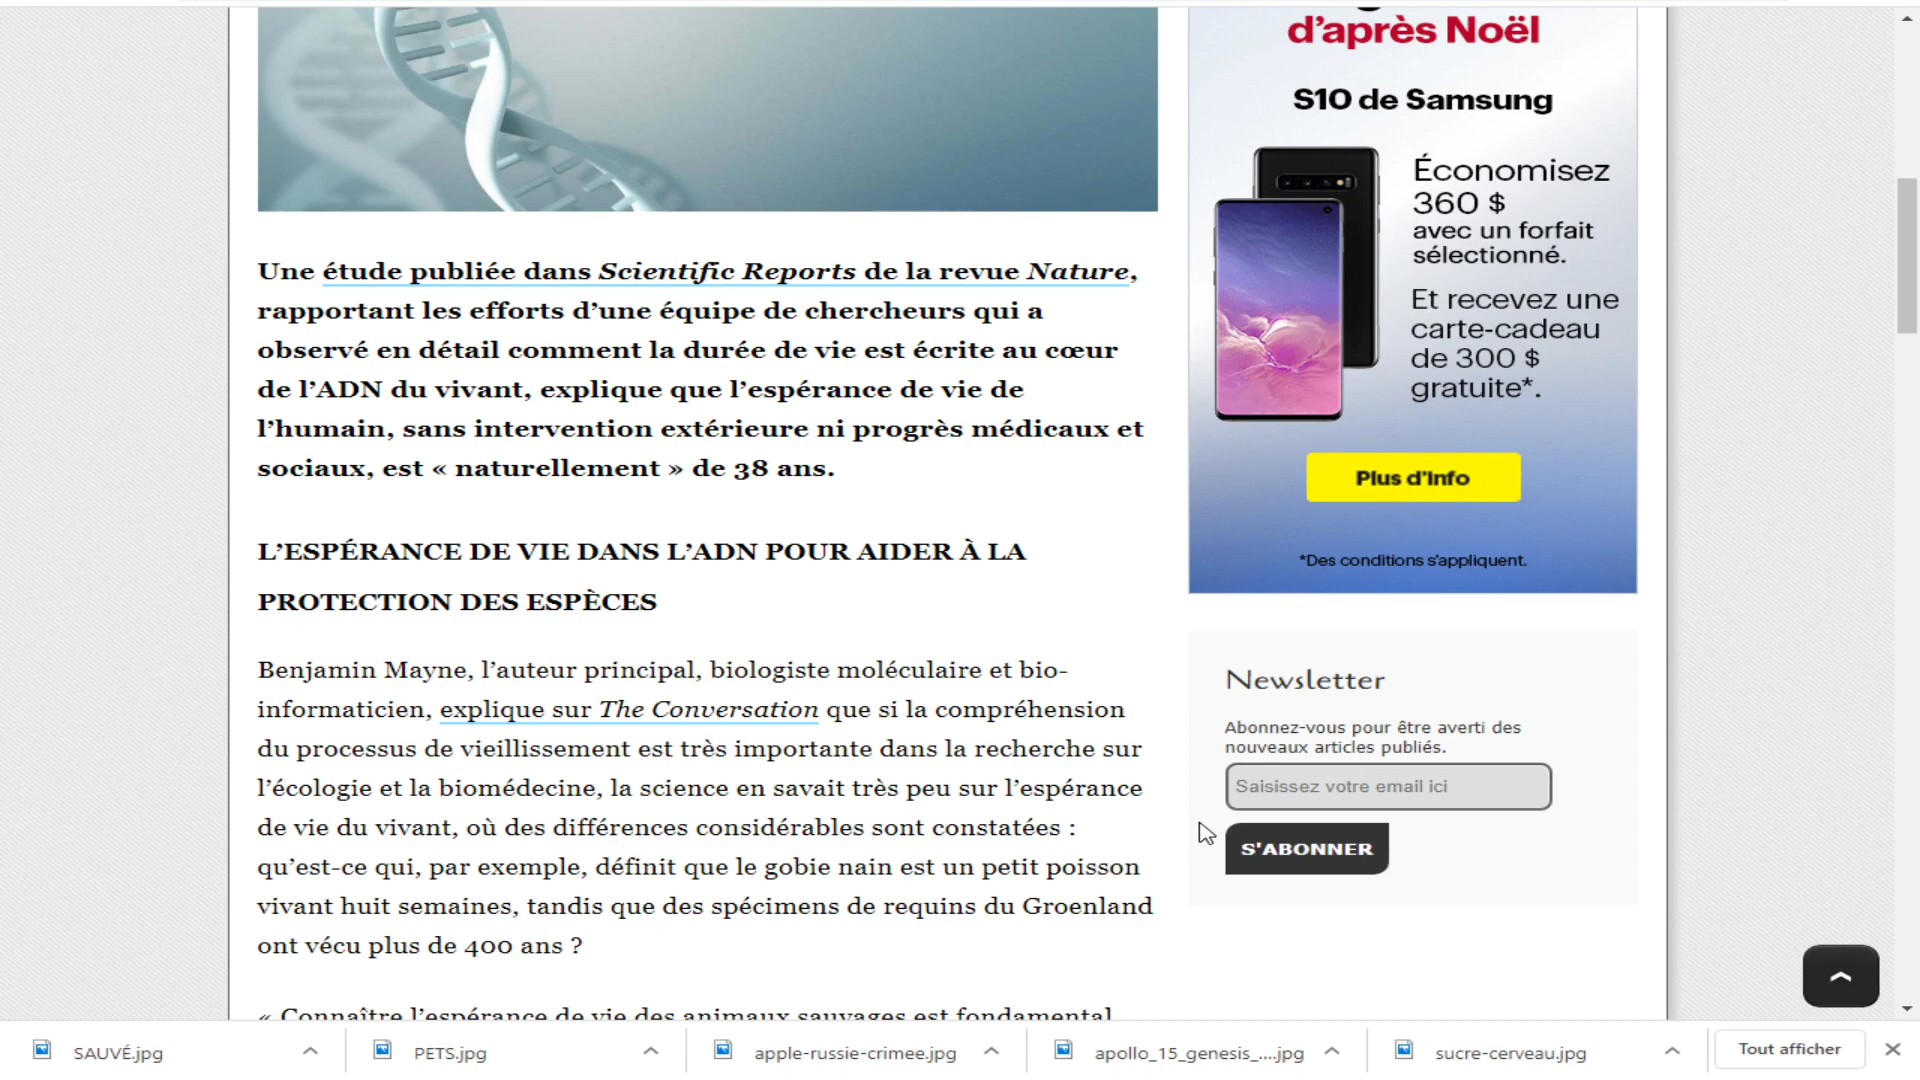 Une étude publiée dans Scientific Reports de la revue Nature,
rapportant les efforts d’une équipe de chercheurs qui a
observé en détail comment la durée de vie est écrite au cœur
de l’ADN du vivant, explique que l’espérance de vie de
l’humain, sans intervention extérieure ni progrès médicaux et
sociaux, est « naturellement » de 38 ans.
L’ESPÉRANCE DE VIE DANS L’ADN POUR AIDER À LA
PROTECTION DES ESPÈCES
Benjamin Mayne, l’auteur principal, biologiste moléculaire et bio-
informaticien, explique sur The Conversation que si la compréhension
du processus de vieillissement est très importante dans la recherche sur
l’écologie et la biomédecine, la science en savait très peu sur l’espérance
de vie du vivant, où des différences considérables sont constatées :
qu’est-ce qui, par exemple, définit que le gobie nain est un petit poisson
vivant huit semaines, tandis que des spécimens de requins du Groenland
ont vécu plus de 400 ans ?
« Connaître l’espérance de vie des animaux sauvages est fondamental
d’après Noël
S10 de Samsung
Économisez
360 $
avec un forfait
sélectionné.
Et recevez une
carte-cadeau
de 300 $
gratuite*.
Plus d’Info
*Des conditions s’appliquent.
Newsletter
Abonnez-vous pour être averti des
nouveaux articles publiés.
Saisissez votre email ici
S'ABONNER
SAUVÉ.jpg
PETS.jpg
apple-russie-crimee.jpg
apollo_15_genesis_....jpg
sucre-cerveau.jpg
Tout afficher